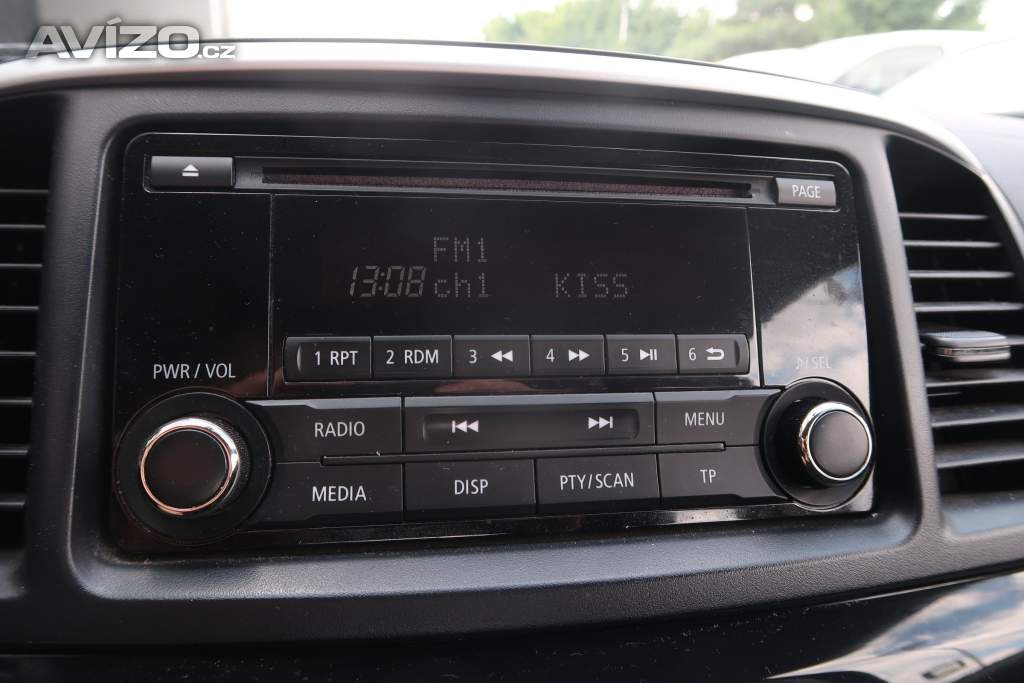 AVÍZO.cz
PAGE
FM1
13:08 ch1 KISS
1 RPT 2 RDM 3 4 5 6
PWR / VOL
♪/SEL
RADIO MENU
MEDIA DISP PTY/SCAN TP